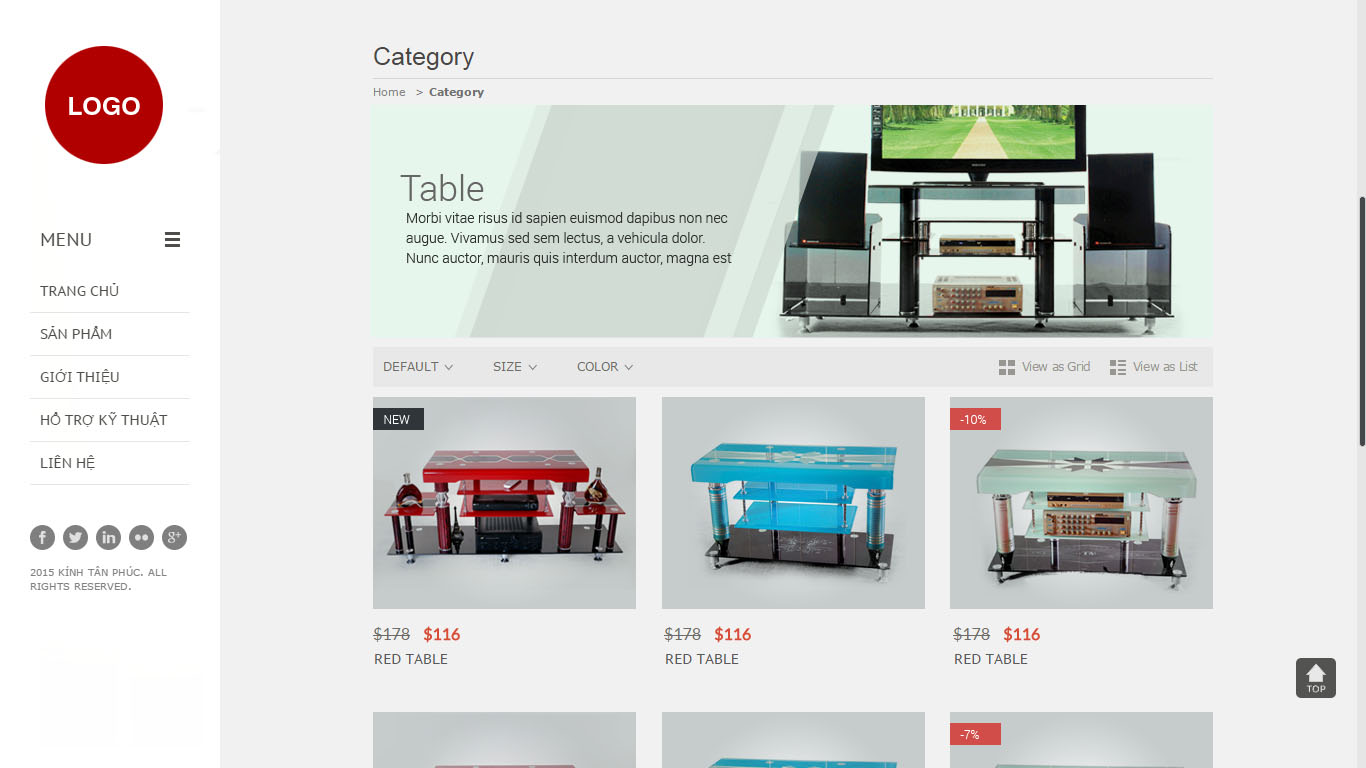 LOGO
MENU
TRANG CHỦ
SẢN PHẨM
GIỚI THIỆU
HỖ TRỢ KỸ THUẬT
LIÊN HỆ
2015 KÍNH TÂN PHÚC. ALL
RIGHTS RESERVED.
Category
Home > Category
Table
Morbi vitae risus id sapien euismod dapibus non nec
augue. Vivamus sed sem lectus, a vehicula dolor.
Nunc auctor, mauris quis interdum auctor, magna est
DEFAULT SIZE COLOR View as Grid View as List
NEW
-10%
$178 $116
RED TABLE
$178 $116
RED TABLE
$178 $116
RED TABLE
-7%
TOP